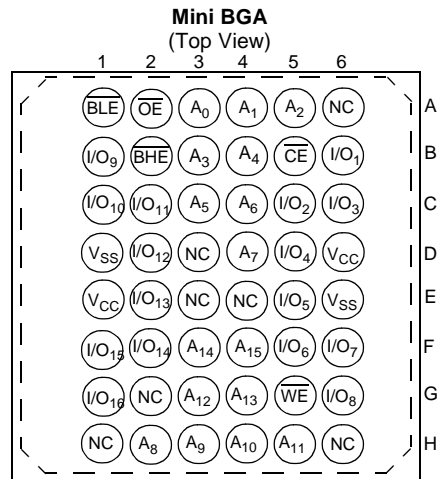 Mini BGA
(Top View)
1 2 3 4 5 6
BLE OE A0 A1 A2 NC A
I/O9 BHE A3 A4 CE I/O1 B
I/O10 I/O11 A5 A6 I/O2 I/O3 C
VSS I/O12 NC A7 I/O4 VCC D
VCC I/O13 NC NC I/O5 VSS E
I/O15 I/O14 A14 A15 I/O6 I/O7 F
I/O16 NC A12 A13 WE I/O8 G
NC A8 A9 A10 A11 NC H